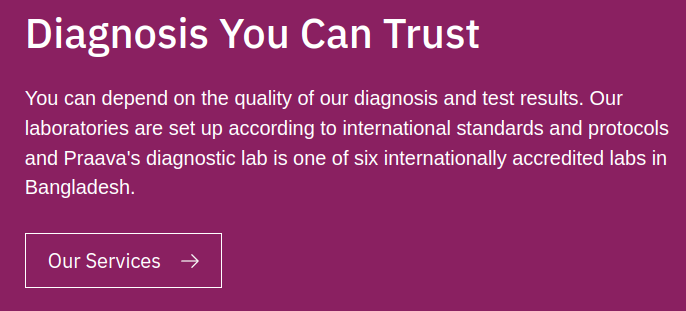 Diagnosis You Can Trust
You can depend on the quality of our diagnosis and test results. Our
laboratories are set up according to international standards and protocols
and Praava's diagnostic lab is one of six internationally accredited labs in
Bangladesh.
Our Services →